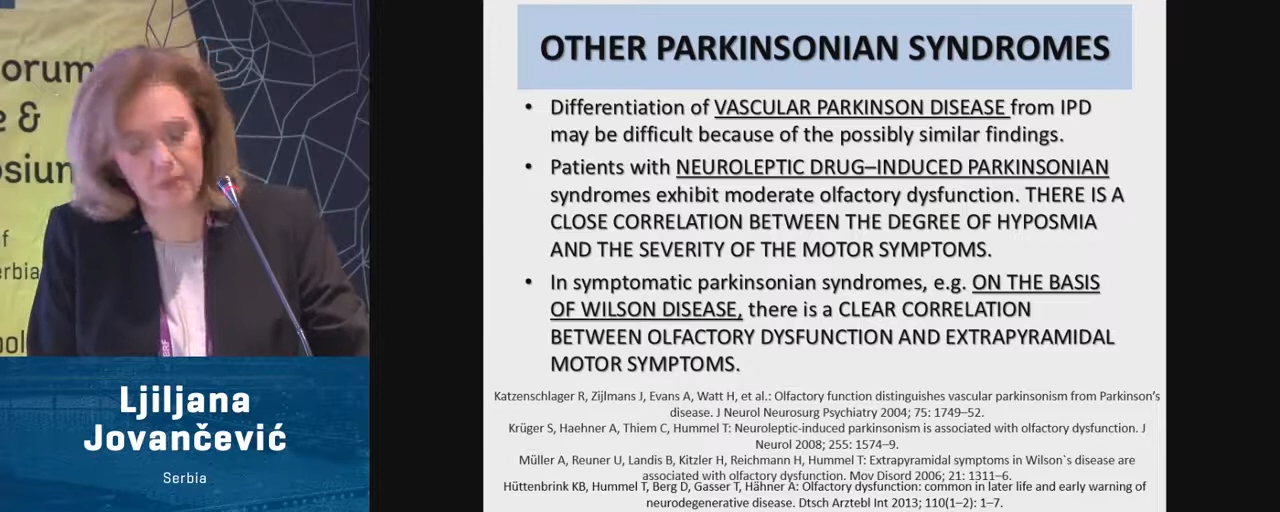 orum
e &
osium
f
erbia
bol
BRF
Ljiljana
Jovančević
Serbia
OTHER PARKINSONIAN SYNDROMES
• Differentiation of VASCULAR PARKINSON DISEASE from IPD
may be difficult because of the possibly similar findings.
• Patients with NEUROLEPTIC DRUG–INDUCED PARKINSONIAN
syndromes exhibit moderate olfactory dysfunction. THERE IS A
CLOSE CORRELATION BETWEEN THE DEGREE OF HYPOSMIA
AND THE SEVERITY OF THE MOTOR SYMPTOMS.
• In symptomatic parkinsonian syndromes, e.g. ON THE BASIS
OF WILSON DISEASE, there is a CLEAR CORRELATION
BETWEEN OLFACTORY DYSFUNCTION AND EXTRAPYRAMIDAL
MOTOR SYMPTOMS.
Katzenschlager R, Zijlmans J, Evans A, Watt H, et al.: Olfactory function distinguishes vascular parkinsonism from Parkinson’s
disease. J Neurol Neurosurg Psychiatry 2004; 75: 1749–52.
Krüger S, Haehner A, Thiem C, Hummel T: Neuroleptic-induced parkinsonism is associated with olfactory dysfunction. J
Neurol 2008; 255: 1574–9.
Müller A, Reuner U, Landis B, Kitzler H, Reichmann H, Hummel T: Extrapyramidal symptoms in Wilson`s disease are
associated with olfactory dysfunction. Mov Disord 2006; 21: 1311–6.
Hüttenbrink KB, Hummel T, Berg D, Gasser T, Hähner A: Olfactory dysfunction: common in later life and early warning of
neurodegenerative disease. Dtsch Arztebl Int 2013; 110(1–2): 1–7.